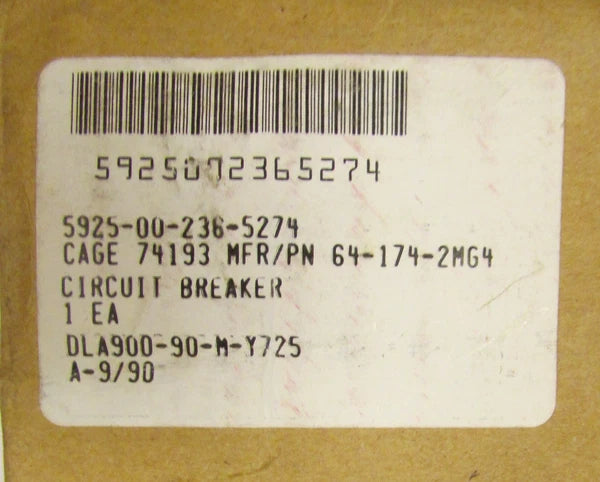 5925002365274
5925-00-236-5274
CAGE 74193 MFR/PN 64-174-2MG4
CIRCUIT BREAKER
1 EA
DLA900-90-M-Y725
A-9/90